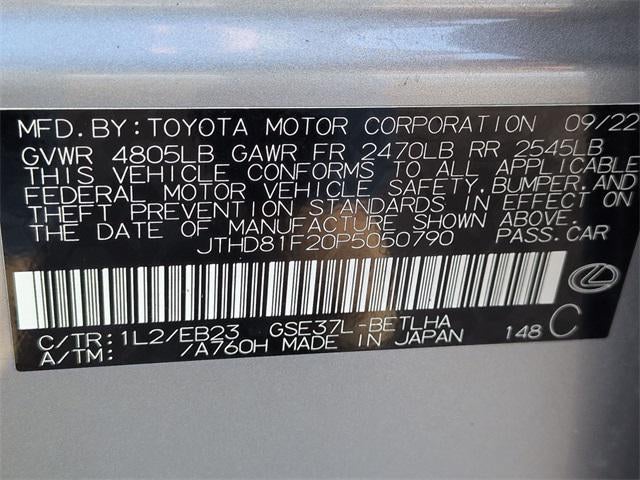 MFD.BY:TOYOTA MOTOR CORPORATION 09/22
GVWR 4805LB GAWR FR 2470LB RR 2545LB
THIS VEHICLE CONFORMS TO ALL APPLICABLE
FEDERAL MOTOR VEHICLE SAFETY,BUMPER,AND
THEFT PREVENTION STANDARDS IN EFFECT ON
THE DATE OF MANUFACTURE SHOWN ABOVE.
JTHD81F20P5050790 PASS.CAR
C/TR:1L2/EB23 GSE37L-BETLHA
A/TM: /A760H MADE IN JAPAN 148 C